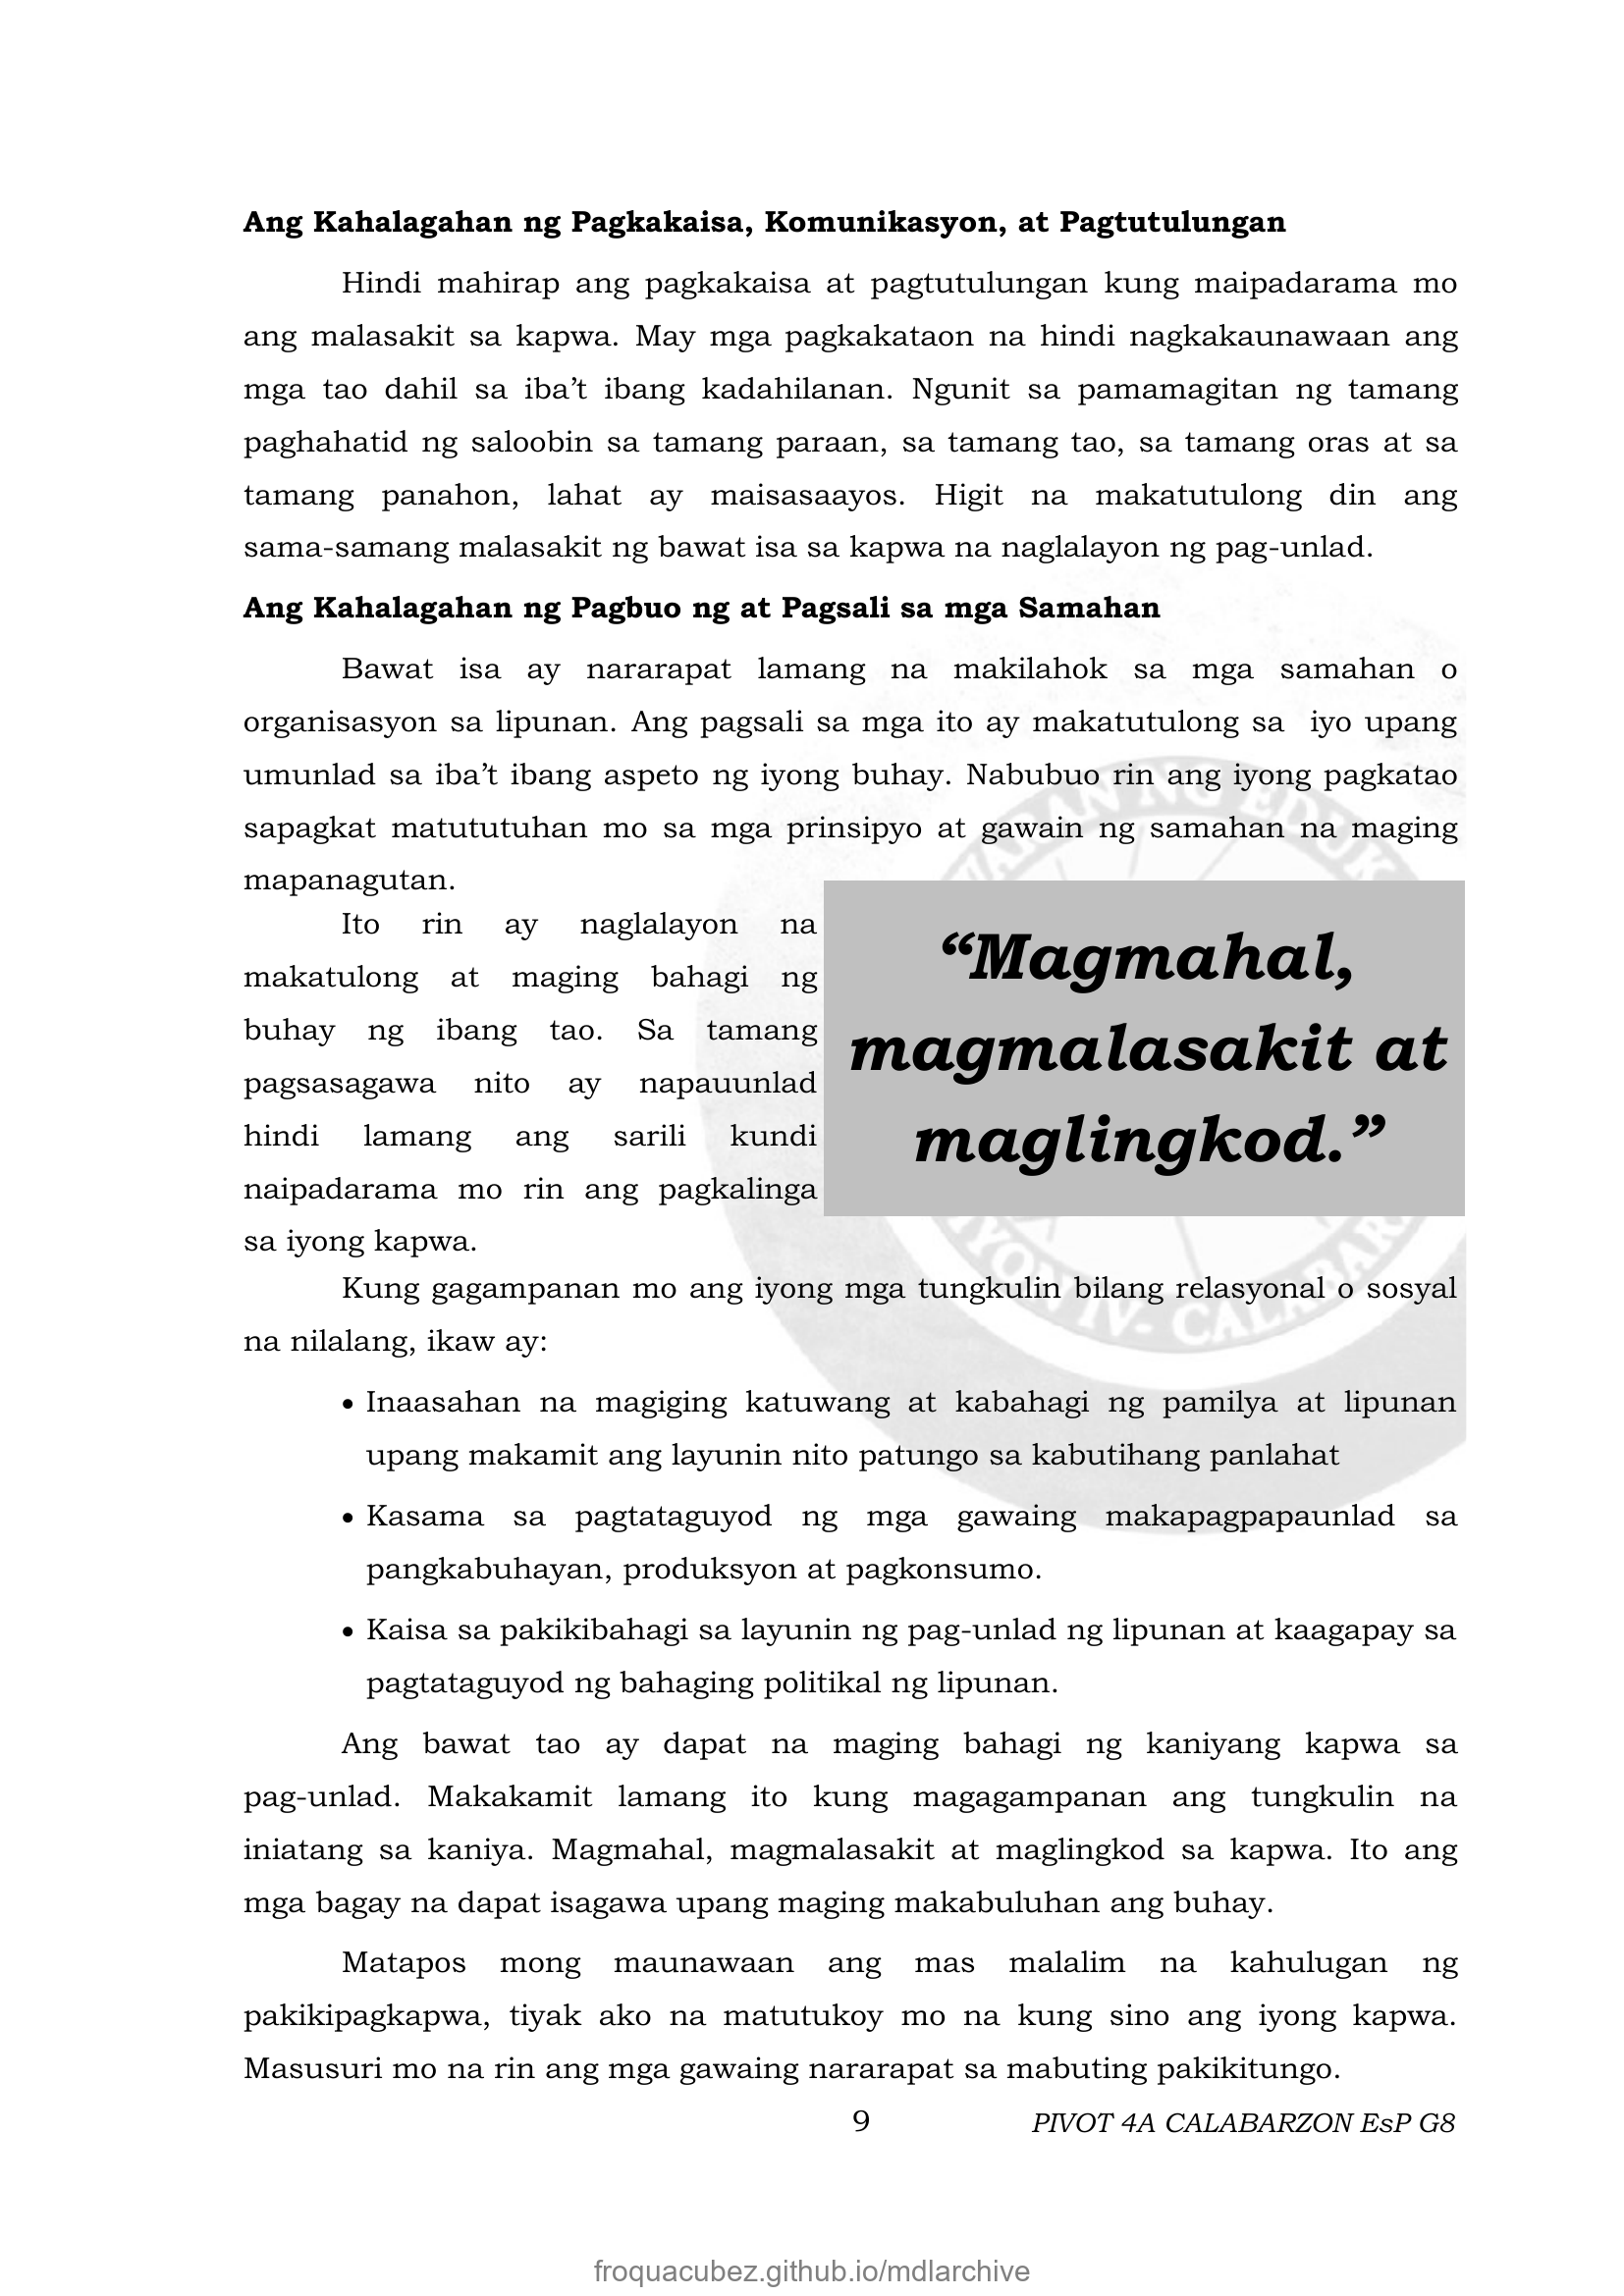 Ang Kahalagahan ng Pagkakaisa, Komunikasyon, at Pagtutulungan
Hindi mahirap ang pagkakaisa at pagtutulungan kung maipadarama mo
ang malasakit sa kapwa. May mga pagkakataon na hindi nagkakaunawaan ang
mga tao dahil sa iba’t ibang kadahilanan. Ngunit sa pamamagitan ng tamang
paghahatid ng saloobin sa tamang paraan, sa tamang tao, sa tamang oras at sa
tamang panahon, lahat ay maisasaayos. Higit na makatutulong din ang
sama-samang malasakit ng bawat isa sa kapwa na naglalayon ng pag-unlad.
Ang Kahalagahan ng Pagbuo ng at Pagsali sa mga Samahan
Bawat isa ay nararapat lamang na makilahok sa mga samahan o
organisasyon sa lipunan. Ang pagsali sa mga ito ay makatutulong sa iyo upang
umunlad sa iba’t ibang aspeto ng iyong buhay. Nabubuo rin ang iyong pagkatao
sapagkat matututuhan mo sa mga prinsipyo at gawain ng samahan na maging
mapanagutan.
Ito rin ay naglalayon na
makatulong at maging bahagi ng
buhay ng ibang tao. Sa tamang
pagsasagawa nito ay napauunlad
hindi lamang ang sarili kundi
naipadarama mo rin ang pagkalinga
sa iyong kapwa.
“Magmahal,
magmalasakit at
maglingkod.”
Kung gagampanan mo ang iyong mga tungkulin bilang relasyonal o sosyal
na nilalang, ikaw ay:
• Inaasahan na magiging katuwang at kabahagi ng pamilya at lipunan
upang makamit ang layunin nito patungo sa kabutihang panlahat
• Kasama sa pagtataguyod ng mga gawaing makapagpapaunlad sa
pangkabuhayan, produksyon at pagkonsumo.
• Kaisa sa pakikibahagi sa layunin ng pag-unlad ng lipunan at kaagapay sa
pagtataguyod ng bahaging politikal ng lipunan.
Ang bawat tao ay dapat na maging bahagi ng kaniyang kapwa sa
pag-unlad. Makakamit lamang ito kung magagampanan ang tungkulin na
iniatang sa kaniya. Magmahal, magmalasakit at maglingkod sa kapwa. Ito ang
mga bagay na dapat isagawa upang maging makabuluhan ang buhay.
Matapos mong maunawaan ang mas malalim na kahulugan ng
pakikipagkapwa, tiyak ako na matutukoy mo na kung sino ang iyong kapwa.
Masusuri mo na rin ang mga gawaing nararapat sa mabuting pakikitungo.
9 PIVOT 4A CALABARZON EsP G8
froquacubez.github.io/mdlarchive